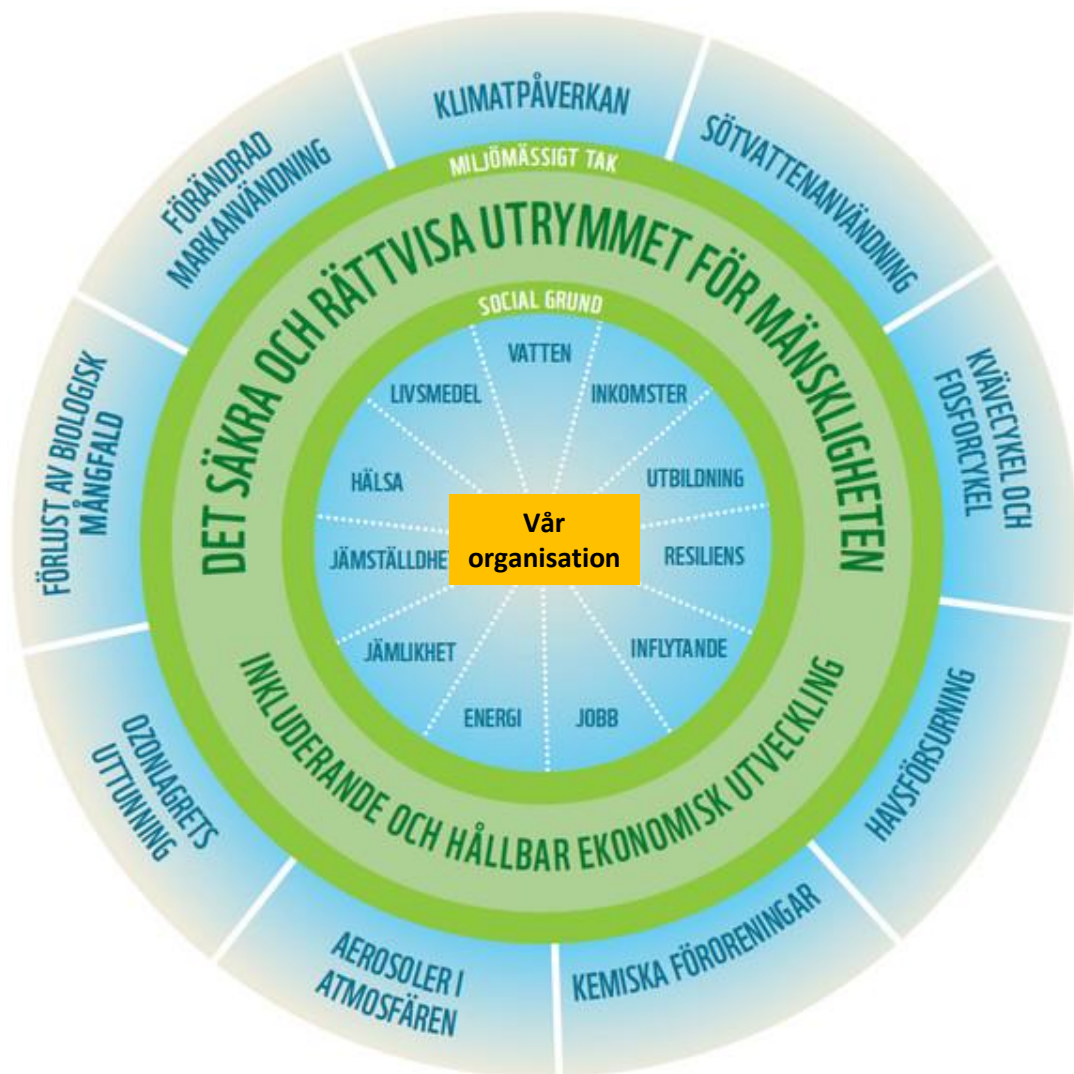 KLIMATPÅVERKAN
SÖTVATTENANVÄNDNING
KVÄVECYKEL OCH
FOSFORCYKEL
HAVSFÖRSURNING
KEMISKA FÖRORENINGAR
AEROSOLER I
ATMOSFÄREN
OZONLAGRETS
UTTUNNING
FÖRLUST AV BIOLOGISK
MÅNGFALD
FÖRÄNDRAD
MARKANVÄNDNING
MILJÖMÄSSIGT TAK
DET SÄKRA OCH RÄTTVISA UTRYMMET FÖR MÄNSKLIGHETEN
INKLUDERANDE OCH HÅLLBAR EKONOMISK UTVECKLING
SOCIAL GRUND
VATTEN
INKOMSTER
UTBILDNING
RESILIENS
INFLYTANDE
JOBB
ENERGI
JÄMLIKHET
JÄMSTÄLLDHE
HÄLSA
LIVSMEDEL
Vår
organisation